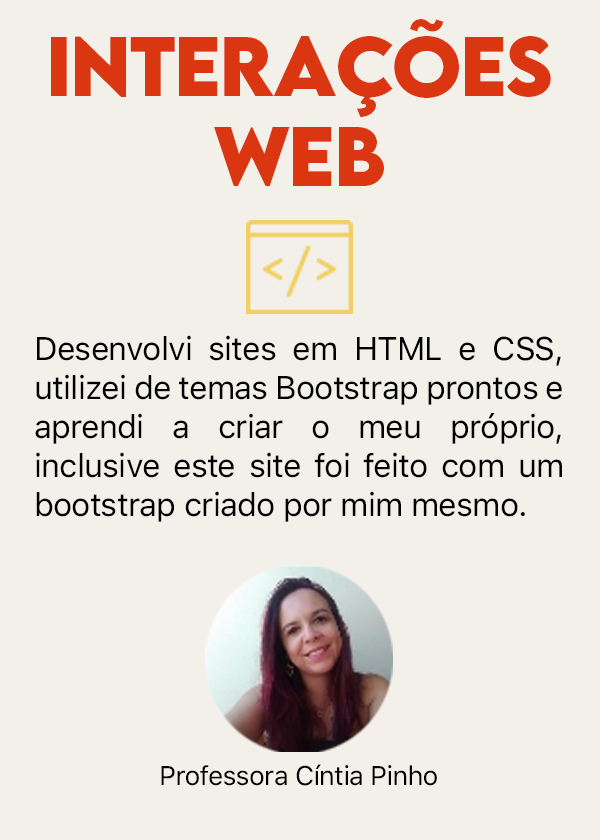 INTERAÇÕES
WEB
</>
Desenvolvi sites em HTML e CSS,
utilizei de temas Bootstrap prontos e
aprendi a criar o meu próprio,
inclusive este site foi feito com um
bootstrap criado por mim mesmo.
Professora Cíntia Pinho